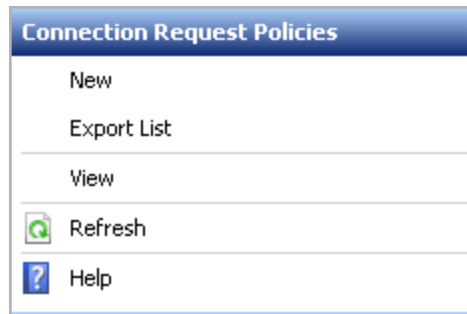 Connection Request Policies
New
Export List
View
Refresh
Help